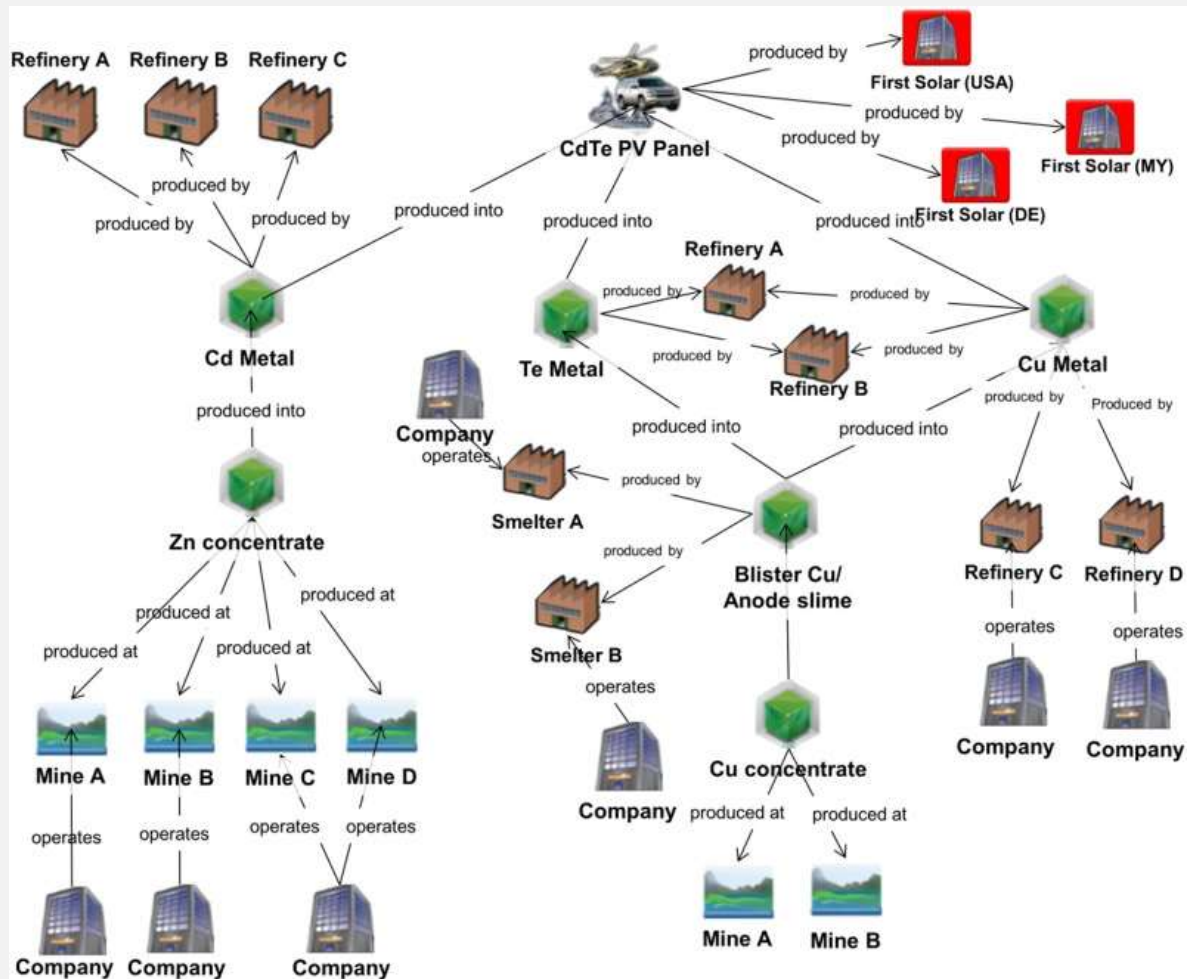 Refinery A
Refinery B
Refinery C
produced by
First Solar (USA)
produced by
First Solar (MY)
produced by
First Solar (DE)
CdTe PV Panel
produced by
produced by
produced by
produced into
produced into
produced into
Refinery A
produced by
produced by
produced by
produced by
Refinery B
Cd Metal
Te Metal
Cu Metal
produced into
Company
operates
produced into
produced into
produced by
Produced by
Smelter A
produced by
Zn concentrate
produced by
Blister Cu/
Anode slime
Refinery C
Refinery D
produced at
produced at
produced at
produced at
Smelter B
operates
operates
operates
Company
Company
Company
Mine A
Mine B
Mine C
Mine D
Cu concentrate
produced at
produced at
operates
operates
operates
operates
Mine A
Mine B
Company
Company
Company